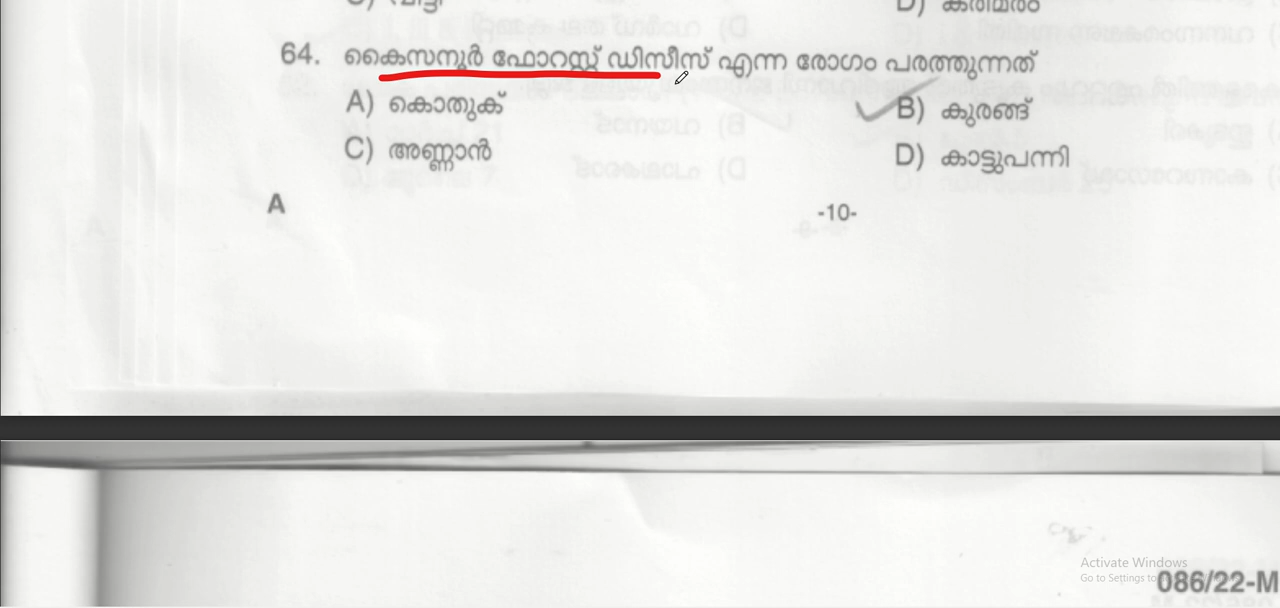 64. കൈസനൂർ ഫോറസ്റ്റ് ഡിസീസ് എന്ന രോഗം പരത്തുന്നത്
A) കൊതുക് B) കുരങ്ങ്
C) അണ്ണാൻ D) കാട്ടുപന്നി
A -10-
Activate Windows
Go to Settings to
086/22-M